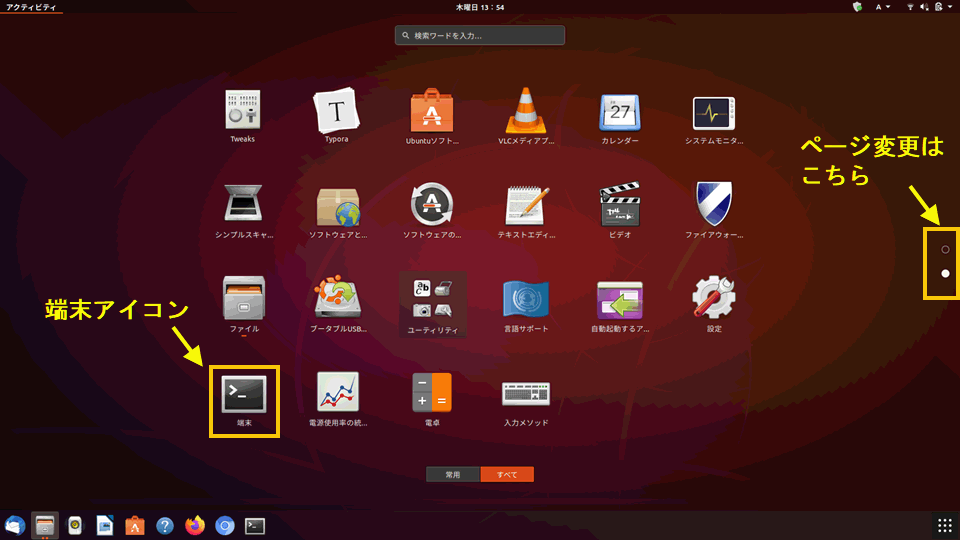 アクティビティ
木曜日 13：54
A
検索ワードを入力...
Tweaks
Typora
Ubuntuソフト...
VLCメディアプ...
カレンダー
システムモニタ...
T
27
ページ変更は
こちら
シンプルスキャ...
ソフトウェアと...
ソフトウェアの...
テキストエディ...
ビデオ
ファイアウォー...
端末アイコン
ファイル
ブータブルUSB...
ユーティリティ
言語サポート
自動起動するア...
設定
端末
電源使用率の統...
電卓
入力メソッド
常用
すべて